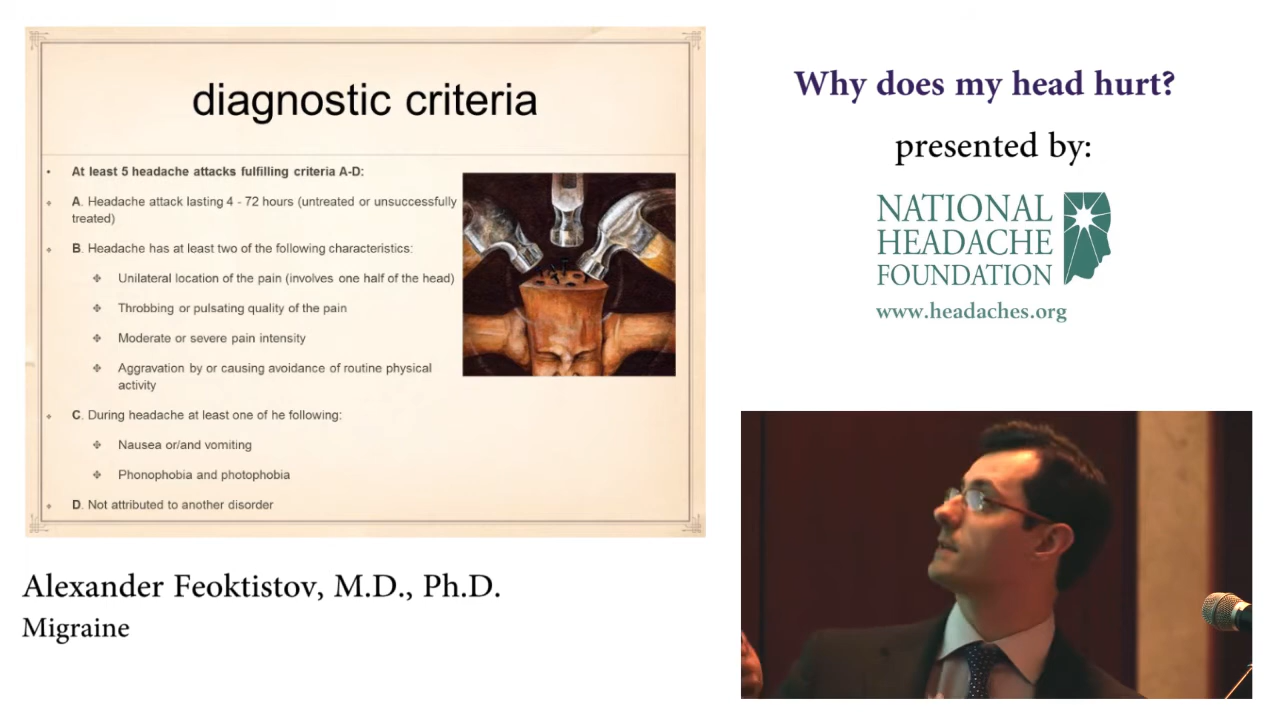 diagnostic criteria
• At least 5 headache attacks fulfilling criteria A-D:
A. Headache attack lasting 4 - 72 hours (untreated or unsuccessfully
treated)
B. Headache has at least two of the following characteristics:
Unilateral location of the pain (involves one half of the head)
Throbbing or pulsating quality of the pain
Moderate or severe pain intensity
Aggravation by or causing avoidance of routine physical
activity
C. During headache at least one of he following:
Nausea or/and vomiting
Phonophobia and photophobia
D. Not attributed to another disorder
Alexander Feoktistov, M.D., Ph.D.
Migraine
Why does my head hurt?
presented by:
NATIONAL
HEADACHE
FOUNDATION
www.headaches.org